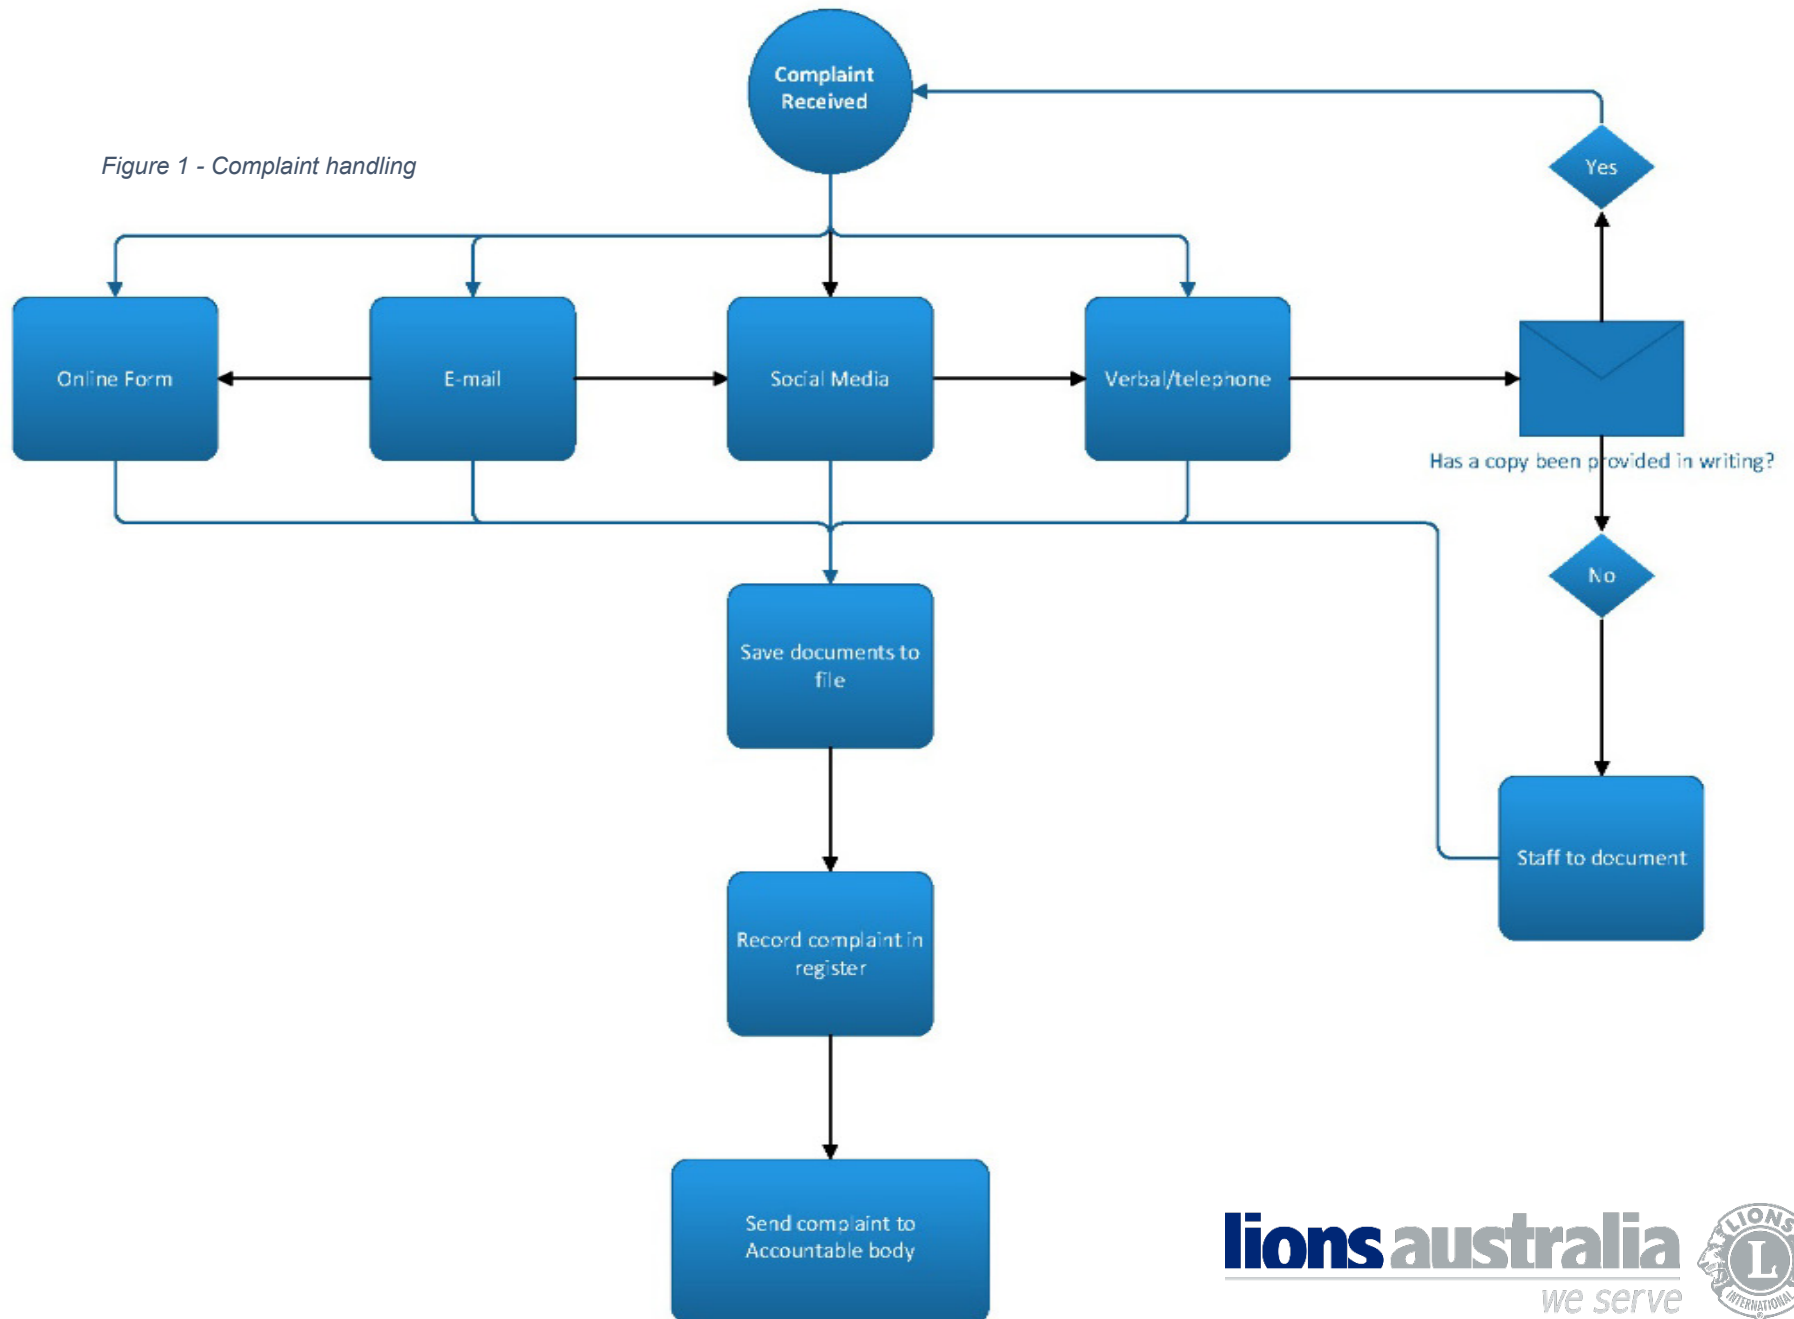 Complaint
Received
Figure 1 - Complaint handling
Yes
Online Form
E-mail
Social Media
Verbal/telephone
Has a copy been provided in writing?
No
Save documents to
file
Staff to document
Record complaint in
register
Send complaint to
Accountable body
lions australia
we serve
LIONS
L
INTERNATIONAL